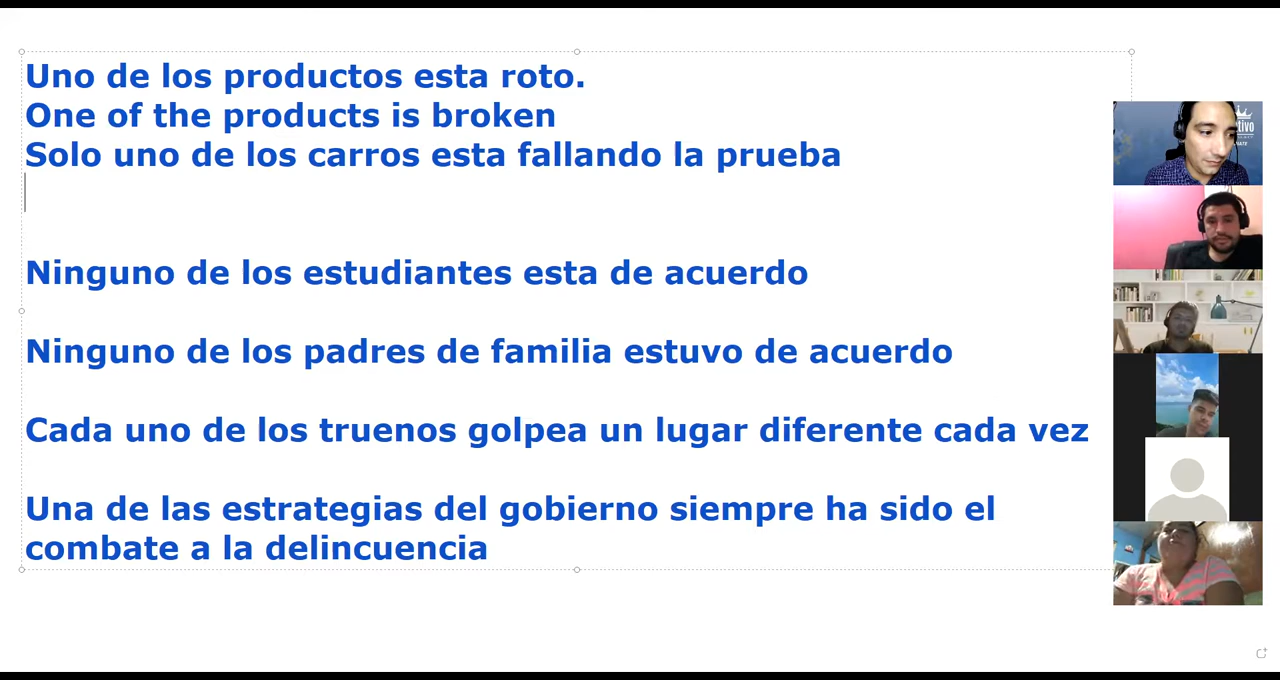 Uno de los productos esta roto.
One of the products is broken
Solo uno de los carros esta fallando la prueba
Ninguno de los estudiantes esta de acuerdo
Ninguno de los padres de familia estuvo de acuerdo
Cada uno de los truenos golpea un lugar diferente cada vez
Una de las estrategias del gobierno siempre ha sido el
combate a la delincuencia